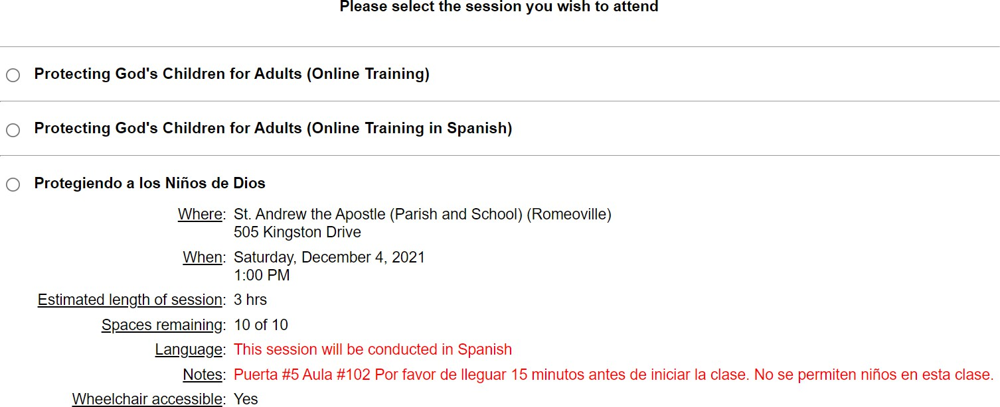 Please select the session you wish to attend
Protecting God's Children for Adults (Online Training)
Protecting God's Children for Adults (Online Training in Spanish)
Protegiendo a los Niños de Dios
Where: St. Andrew the Apostle (Parish and School) (Romeoville)
505 Kingston Drive
When: Saturday, December 4, 2021
1:00 PM
Estimated length of session: 3 hrs
Spaces remaining: 10 of 10
Language: This session will be conducted in Spanish
Notes: Puerta #5 Aula #102 Por favor de lleguar 15 minutos antes de iniciar la clase. No se permiten niños en esta clase.
Wheelchair accessible: Yes